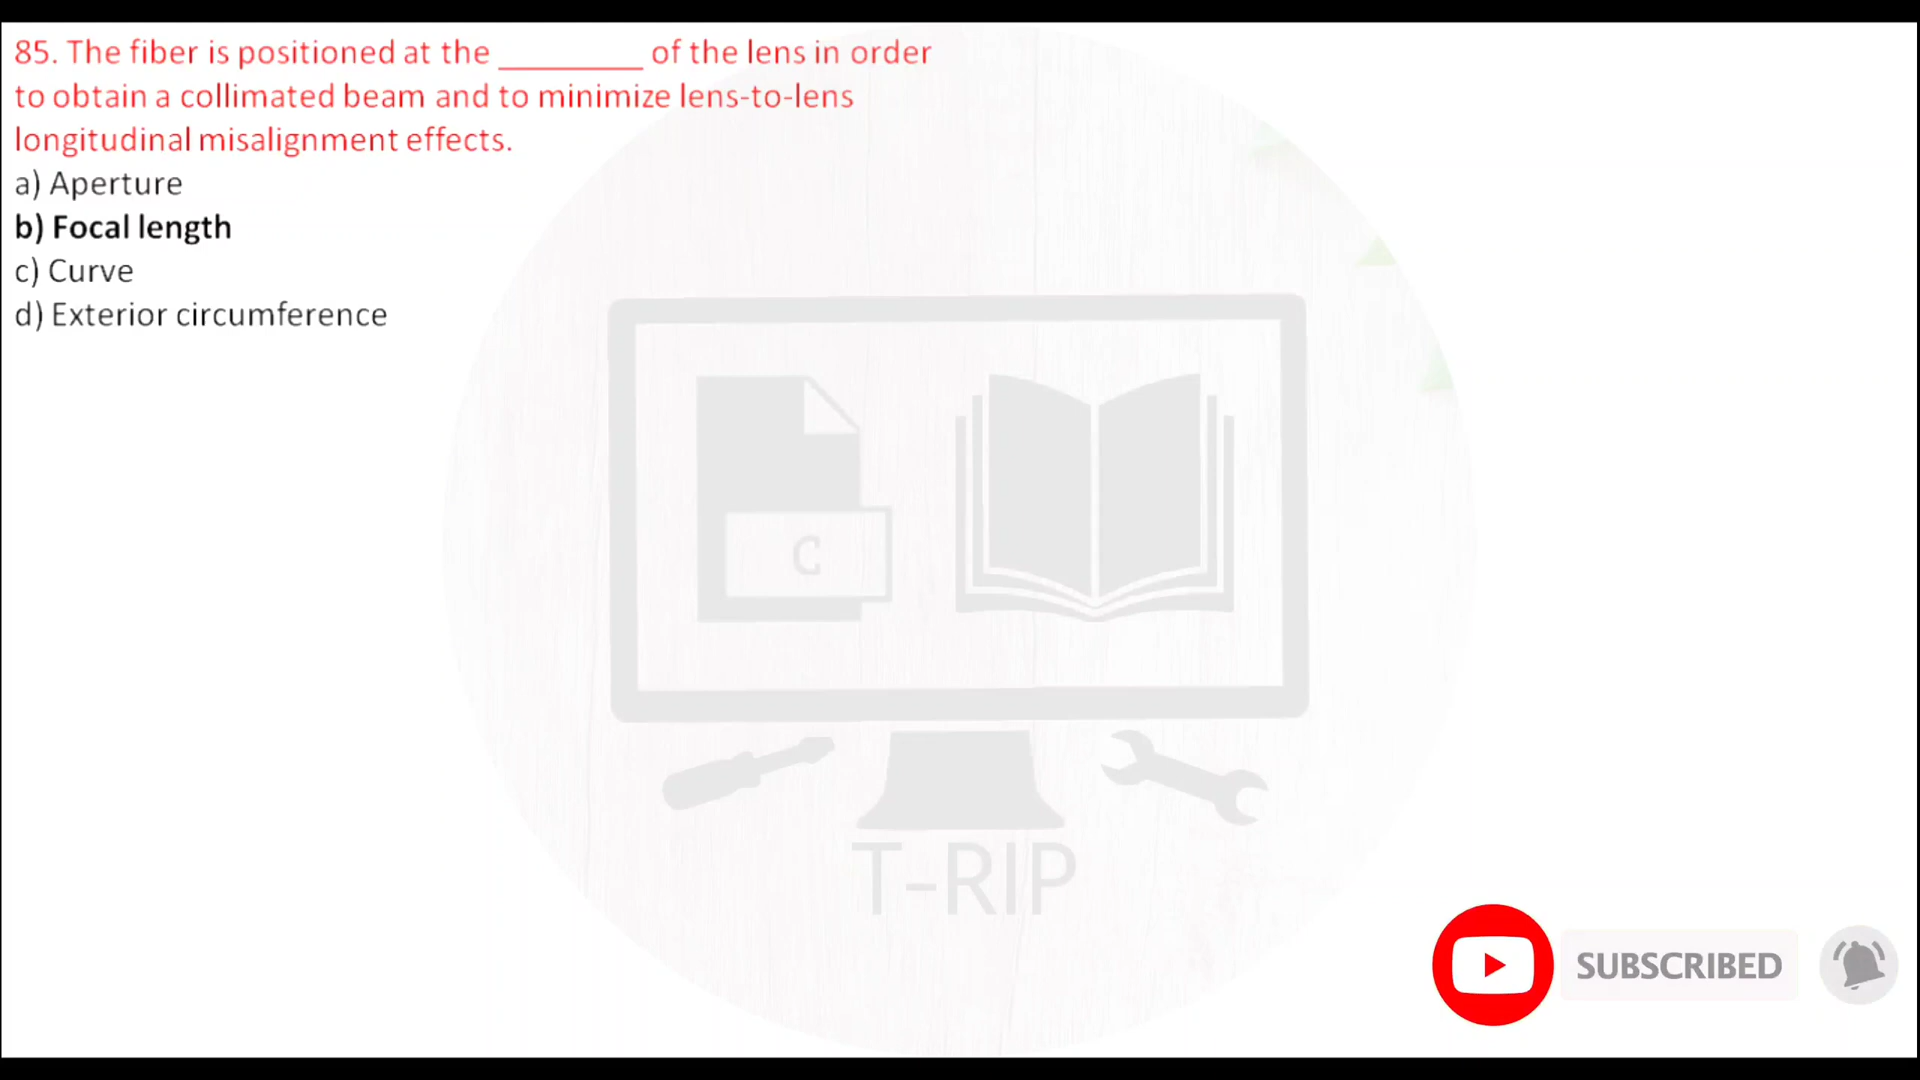 85. The fiber is positioned at the _________ of the lens in order
to obtain a collimated beam and to minimize lens-to-lens
longitudinal misalignment effects.
a) Aperture
b) Focal length
c) Curve
d) Exterior circumference
C
T-RIP
SUBSCRIBED